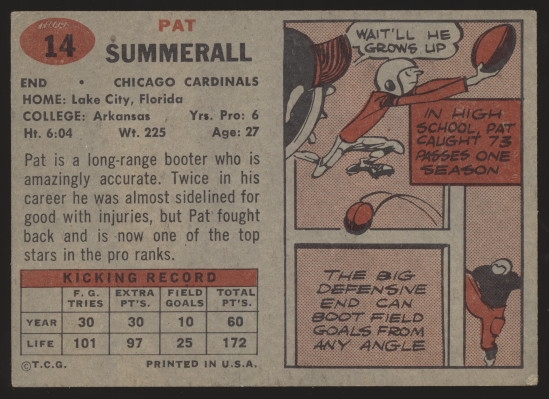 14
PAT
SUMMERALL
END • CHICAGO CARDINALS
HOME: Lake City, Florida
COLLEGE: Arkansas Yrs. Pro: 6
Ht. 6:04 Wt. 225 Age: 27
Pat is a long-range booter who is
amazingly accurate. Twice in his
career he was almost sidelined for
good with injuries, but Pat fought
back and is now one of the top
stars in the pro ranks.
KICKING RECORD
F. G. TRIES EXTRA PT'S. FIELD GOALS TOTAL PT'S.
YEAR 30 30 10 60
LIFE 101 97 25 172
©T.C.G. PRINTED IN U.S.A.
WAIT'LL HE
GROWS UP
IN HIGH
SCHOOL, PAT
CAUGHT 73
PASSES ONE
SEASON
THE BIG
DEFENSIVE
END CAN
BOOT FIELD
GOALS FROM
ANY ANGLE